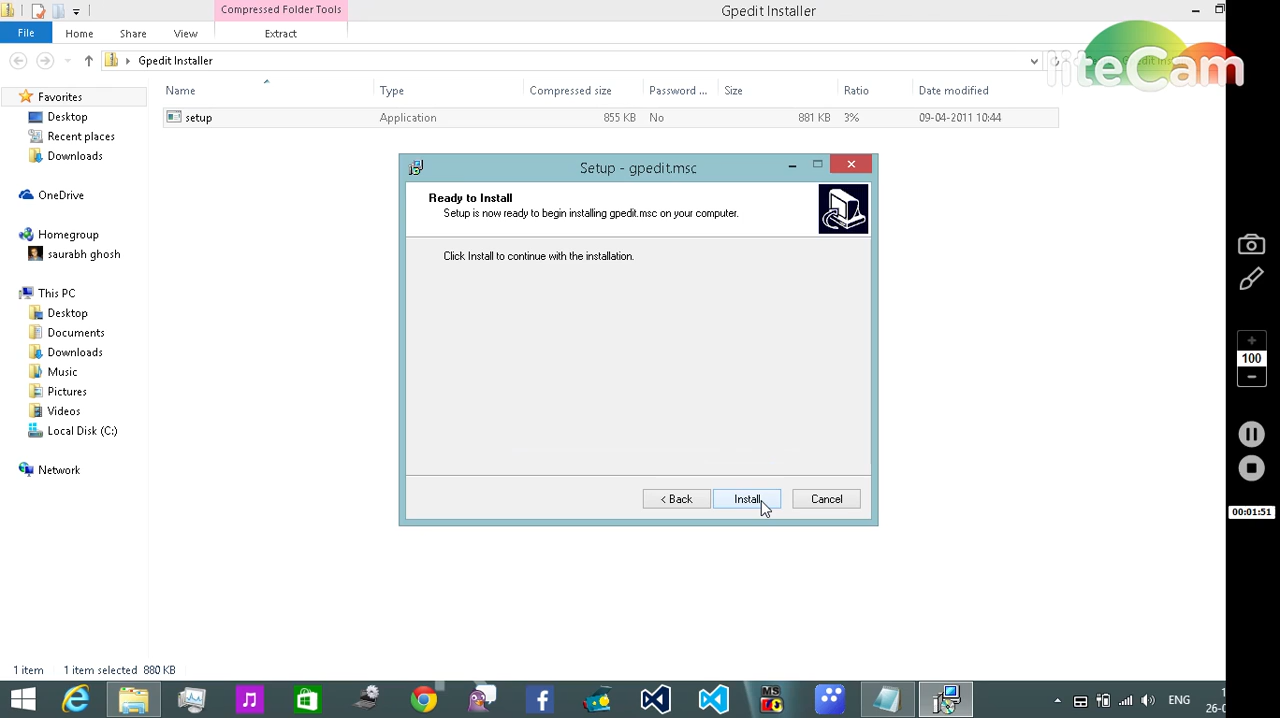 Compressed Folder Tools
Gpedit Installer
File Home Share View Extract
Gpedit Installer
liteCam
Name Type Compressed size Password ... Size Ratio Date modified
setup Application 855 KB No 881 KB 3% 09-04-2011 10:44
Favorites
Desktop
Recent places
Downloads
OneDrive
Homegroup
saurabh ghosh
This PC
Desktop
Documents
Downloads
Music
Pictures
Videos
Local Disk (C:)
Network
Setup - gpedit.msc
Ready to Install
Setup is now ready to begin installing gpedit.msc on your computer.
Click Install to continue with the installation.
< Back Install Cancel
100
00:01:51
1 item 1 item selected 880 KB
MS
ENG
26-0